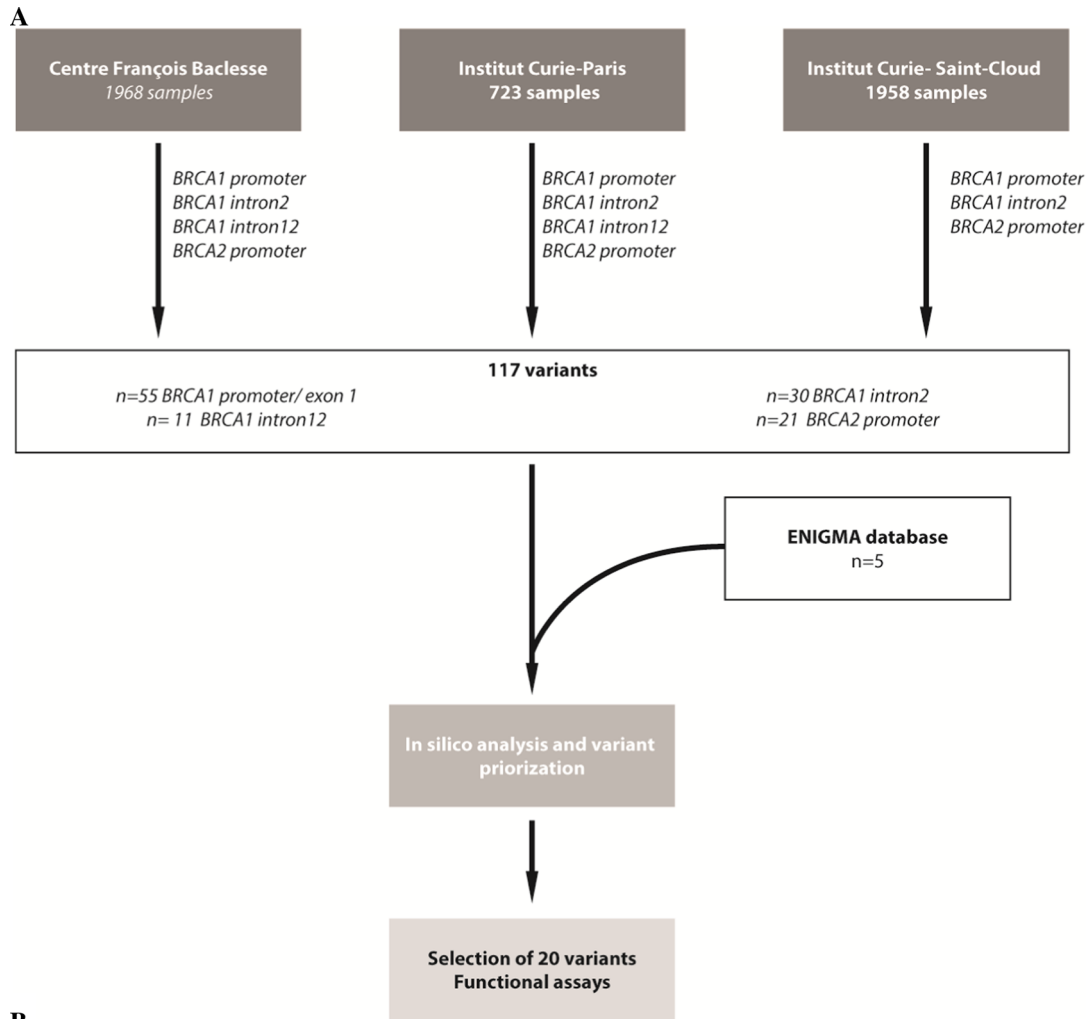 A
Centre François Baclesse
1968 samples
Institut Curie-Paris
723 samples
Institut Curie- Saint-Cloud
1958 samples
BRCA1 promoter
BRCA1 intron2
BRCA1 intron12
BRCA2 promoter
BRCA1 promoter
BRCA1 intron2
BRCA1 intron12
BRCA2 promoter
BRCA1 promoter
BRCA1 intron2
BRCA2 promoter
117 variants
n=55 BRCA1 promoter/ exon 1
n= 11 BRCA1 intron12
n=30 BRCA1 intron2
n=21 BRCA2 promoter
ENIGMA database
n=5
In silico analysis and variant
priorization
Selection of 20 variants
Functional assays